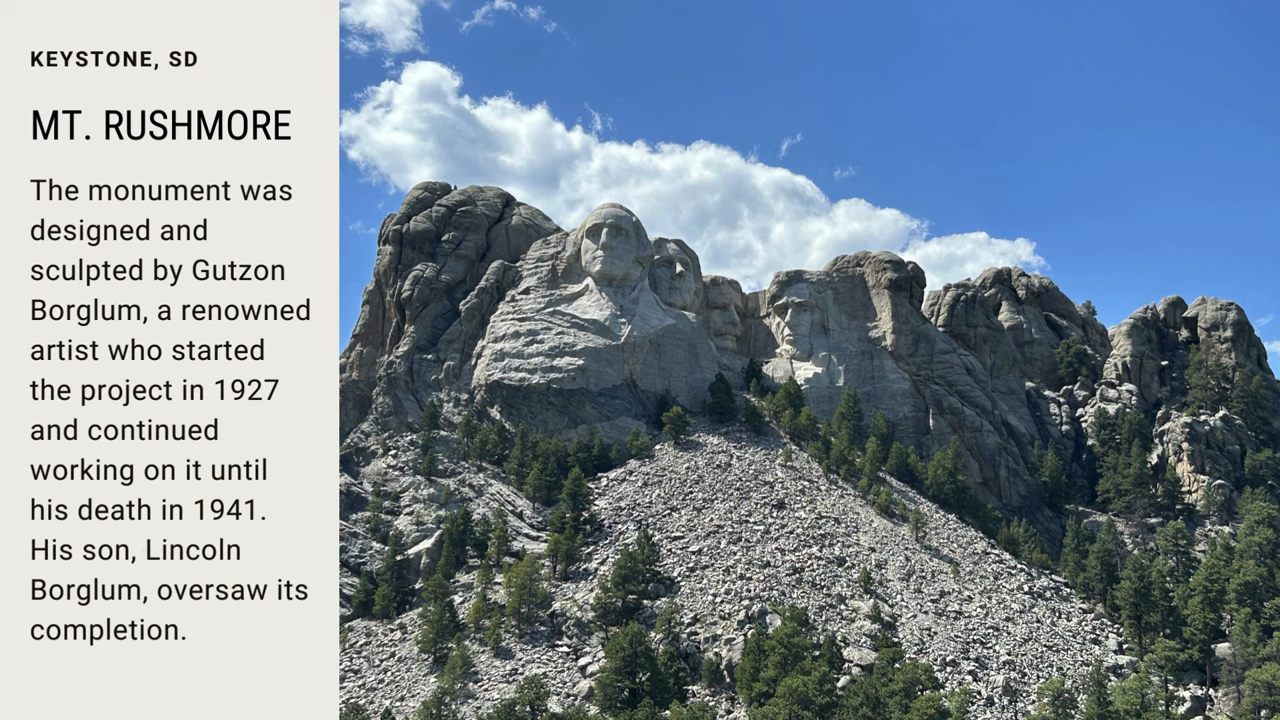 KEYSTONE, SD
MT. RUSHMORE
The monument was
designed and
sculpted by Gutzon
Borglum, a renowned
artist who started
the project in 1927
and continued
working on it until
his death in 1941.
His son, Lincoln
Borglum, oversaw its
completion.